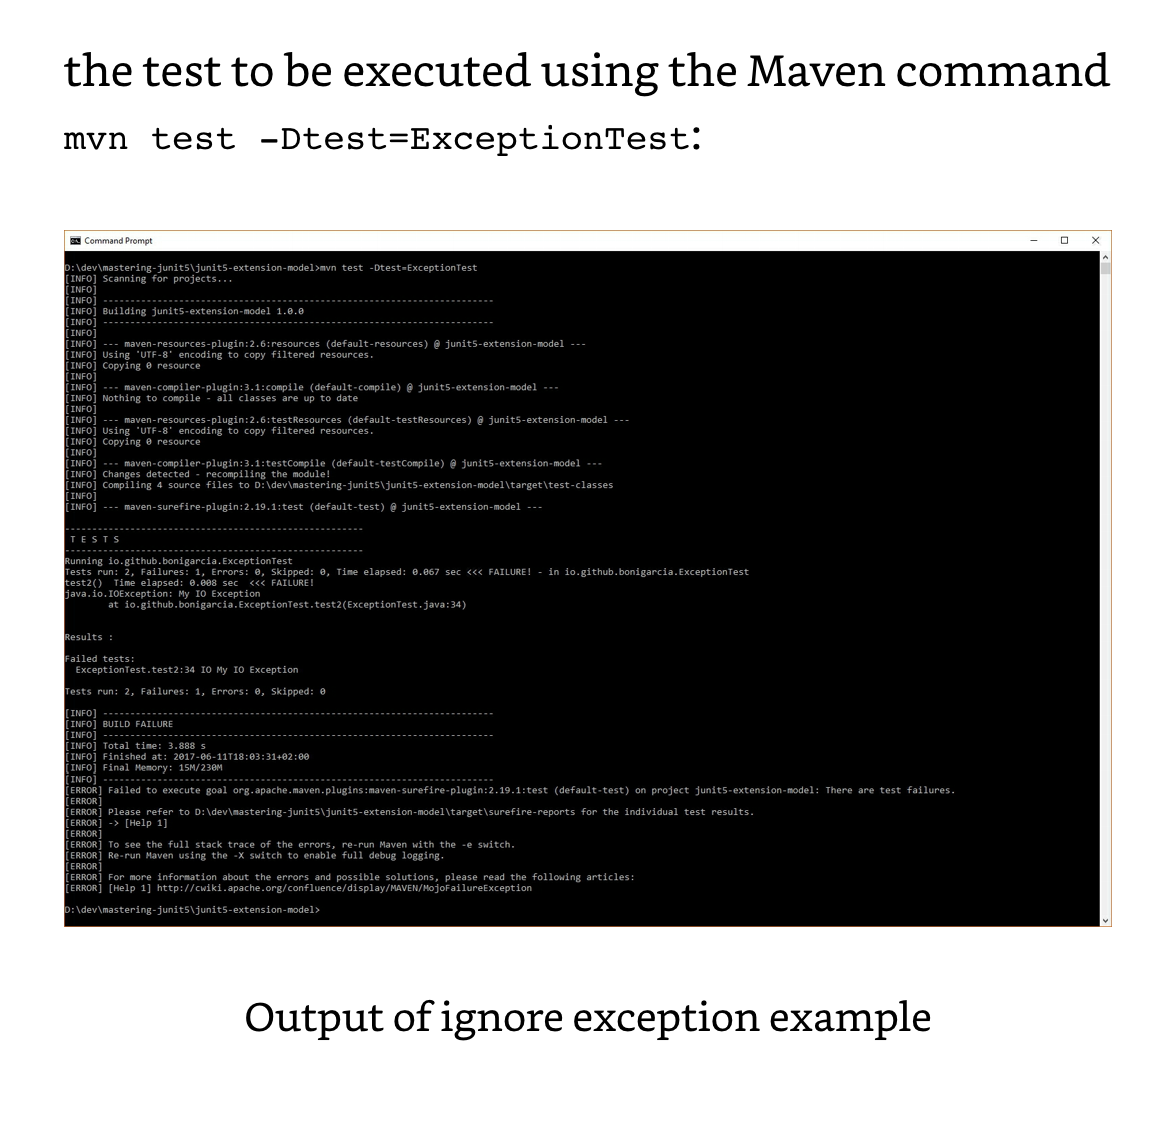 the test to be executed using the Maven command
mvn test -Dtest=ExceptionTest:
Command Prompt
D:\dev\mastering-junit5\junit5-extension-model>mvn test -Dtest=ExceptionTest
[INFO] Scanning for projects...
[INFO]
[INFO] ------------------------------------------------------------------------
[INFO] Building junit5-extension-model 1.0.0
[INFO] ------------------------------------------------------------------------
[INFO]
[INFO] --- maven-resources-plugin:2.6:resources (default-resources) @ junit5-extension-model ---
[INFO] Using 'UTF-8' encoding to copy filtered resources.
[INFO] Copying 0 resource
[INFO]
[INFO] --- maven-compiler-plugin:3.1:compile (default-compile) @ junit5-extension-model ---
[INFO] Nothing to compile - all classes are up to date
[INFO]
[INFO] --- maven-resources-plugin:2.6:testResources (default-testResources) @ junit5-extension-model ---
[INFO] Using 'UTF-8' encoding to copy filtered resources.
[INFO] Copying 0 resource
[INFO]
[INFO] --- maven-compiler-plugin:3.1:testCompile (default-testCompile) @ junit5-extension-model ---
[INFO] Changes detected - recompiling the module!
[INFO] Compiling 4 source files to D:\dev\mastering-junit5\junit5-extension-model\target\test-classes
[INFO]
[INFO] --- maven-surefire-plugin:2.19.1:test (default-test) @ junit5-extension-model ---
-------------------------------------------------------
T E S T S
-------------------------------------------------------
Running io.github.bonigarcia.ExceptionTest
Tests run: 2, Failures: 1, Errors: 0, Skipped: 0, Time elapsed: 0.067 sec <<< FAILURE! - in io.github.bonigarcia.ExceptionTest
test2()  Time elapsed: 0.008 sec  <<< FAILURE!
java.io.IOException: My IO Exception
at io.github.bonigarcia.ExceptionTest.test2(ExceptionTest.java:34)
Results :
Failed tests:
ExceptionTest.test2:34 IO My IO Exception
Tests run: 2, Failures: 1, Errors: 0, Skipped: 0
[INFO] ------------------------------------------------------------------------
[INFO] BUILD FAILURE
[INFO] ------------------------------------------------------------------------
[INFO] Total time: 3.888 s
[INFO] Finished at: 2017-06-11T18:03:31+02:00
[INFO] Final Memory: 15M/230M
[INFO] ------------------------------------------------------------------------
[ERROR] Failed to execute goal org.apache.maven.plugins:maven-surefire-plugin:2.19.1:test (default-test) on project junit5-extension-model: There are test failures.
[ERROR]
[ERROR] Please refer to D:\dev\mastering-junit5\junit5-extension-model\target\surefire-reports for the individual test results.
[ERROR] -> [Help 1]
[ERROR]
[ERROR] To see the full stack trace of the errors, re-run Maven with the -e switch.
[ERROR] Re-run Maven using the -X switch to enable full debug logging.
[ERROR]
[ERROR] For more information about the errors and possible solutions, please read the following articles:
[ERROR] [Help 1] http://cwiki.apache.org/confluence/display/MAVEN/MojoFailureException
D:\dev\mastering-junit5\junit5-extension-model>
Output of ignore exception example